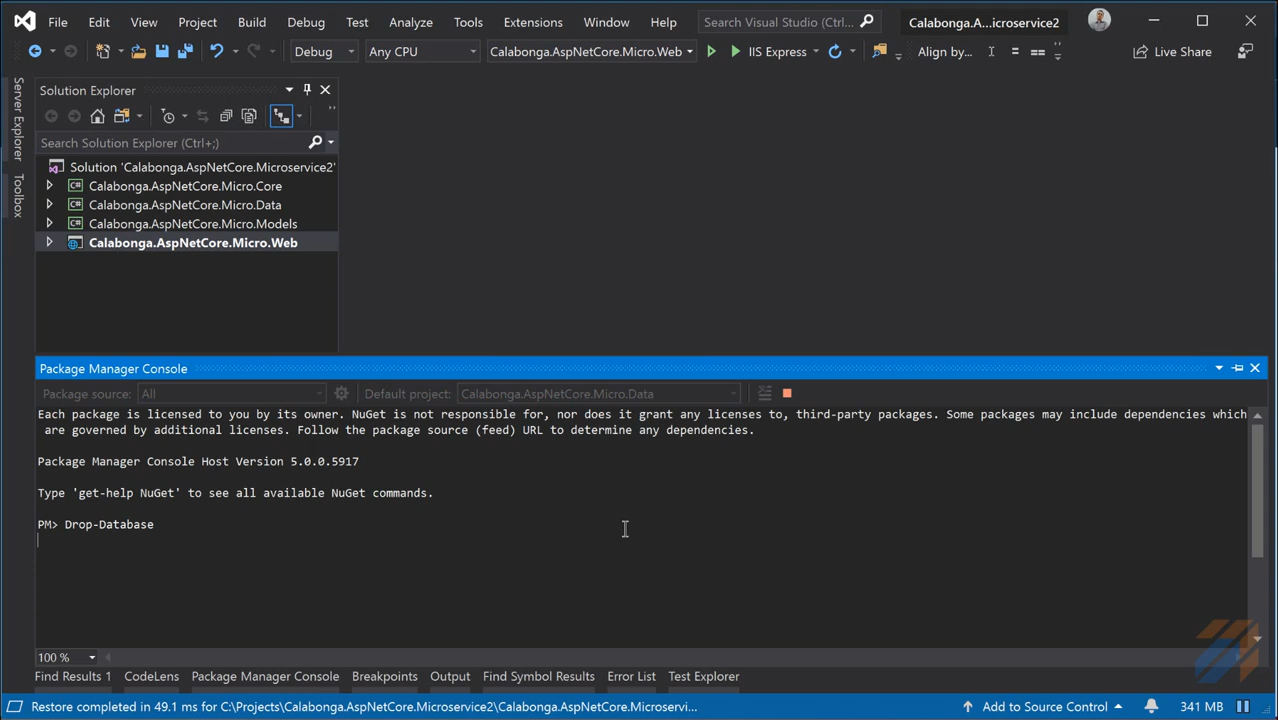 File Edit View Project Build Debug Test Analyze Tools Extensions Window Help Search Visual Studio (Ctrl... Calabonga.A...icroservice2
Debug Any CPU Calabonga.AspNetCore.Micro.Web IIS Express Align by... Live Share
Server Explorer
Toolbox
Solution Explorer
Search Solution Explorer (Ctrl+;)
Solution 'Calabonga.AspNetCore.Microservice2'
Calabonga.AspNetCore.Micro.Core
Calabonga.AspNetCore.Micro.Data
Calabonga.AspNetCore.Micro.Models
Calabonga.AspNetCore.Micro.Web
Package Manager Console
Package source: All Default project: Calabonga.AspNetCore.Micro.Data
Each package is licensed to you by its owner. NuGet is not responsible for, nor does it grant any licenses to, third-party packages. Some packages may include dependencies which
are governed by additional licenses. Follow the package source (feed) URL to determine any dependencies.
Package Manager Console Host Version 5.0.0.5917
Type 'get-help NuGet' to see all available NuGet commands.
PM> Drop-Database
100 %
Find Results 1 CodeLens Package Manager Console Breakpoints Output Find Symbol Results Error List Test Explorer
Restore completed in 49.1 ms for C:\Projects\Calabonga.AspNetCore.Microservice2\Calabonga.AspNetCore.Microservi... Add to Source Control 341 MB